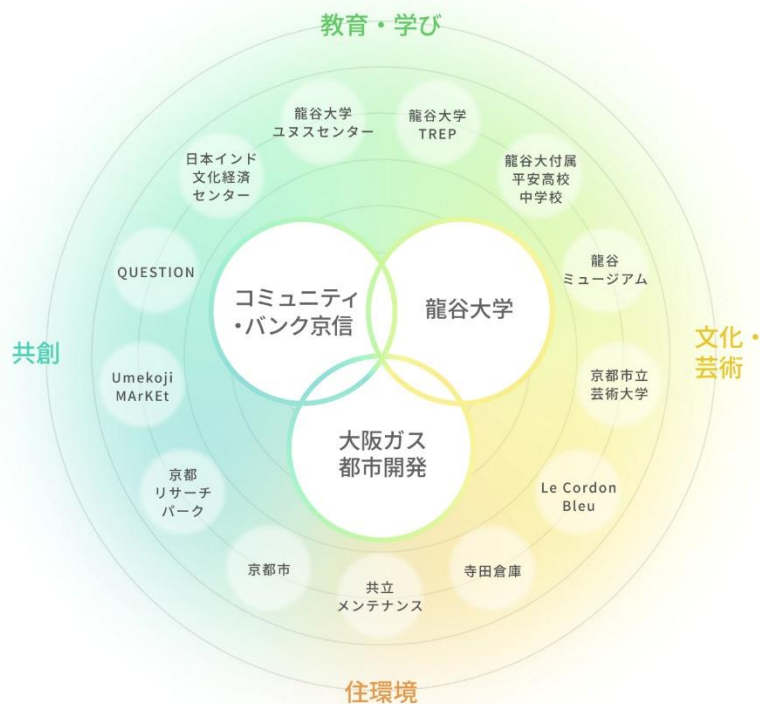 教育・学び
龍谷大学
ユヌスセンター
龍谷大学
TREP
日本インド
文化経済
センター
龍谷大付属
平安高校
中学校
QUESTION
龍谷
ミュージアム
コミュニティ
・バンク京信
龍谷大学
共創
文化・
芸術
Umekoji
MArKEt
京都市立
芸術大学
大阪ガス
都市開発
京都
リサーチ
パーク
Le Cordon
Bleu
京都市
共立
メンテナンス
寺田倉庫
住環境